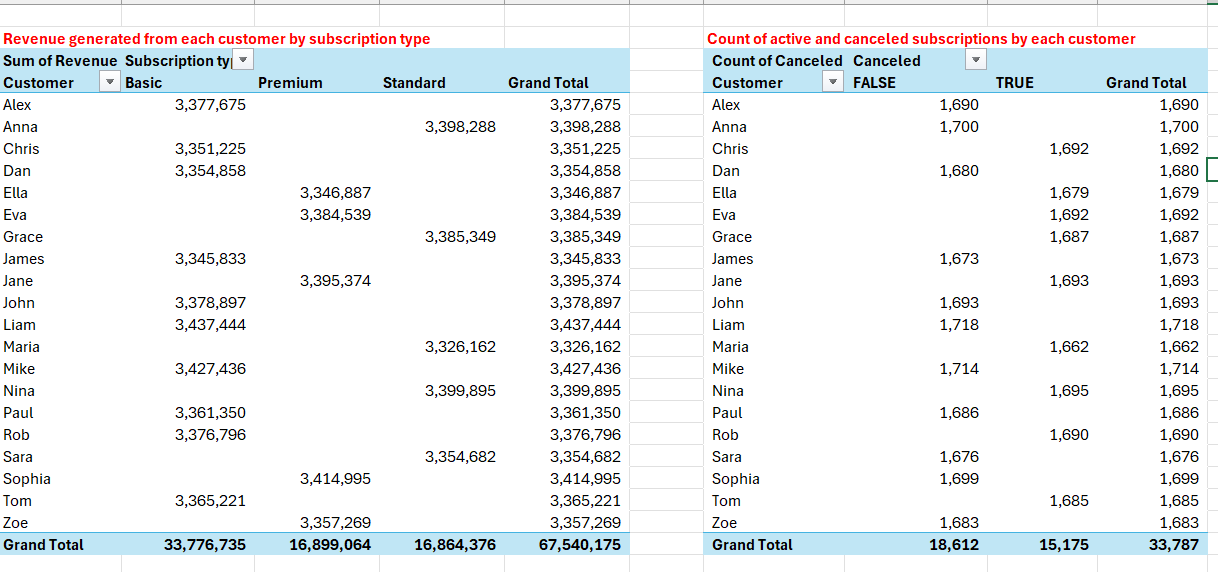 Revenue generated from each customer by subscription type
Sum of Revenue Subscription ty
Customer Basic Premium Standard Grand Total
Alex 3,377,675 3,377,675
Anna 3,398,288 3,398,288
Chris 3,351,225 3,351,225
Dan 3,354,858 3,354,858
Ella 3,346,887 3,346,887
Eva 3,384,539 3,384,539
Grace 3,385,349 3,385,349
James 3,345,833 3,345,833
Jane 3,395,374 3,395,374
John 3,378,897 3,378,897
Liam 3,437,444 3,437,444
Maria 3,326,162 3,326,162
Mike 3,427,436 3,427,436
Nina 3,399,895 3,399,895
Paul 3,361,350 3,361,350
Rob 3,376,796 3,376,796
Sara 3,354,682 3,354,682
Sophia 3,414,995 3,414,995
Tom 3,365,221 3,365,221
Zoe 3,357,269 3,357,269
Grand Total 33,776,735 16,899,064 16,864,376 67,540,175
Count of active and canceled subscriptions by each customer
Count of Canceled Canceled
Customer FALSE TRUE Grand Total
Alex 1,690 1,690
Anna 1,700 1,700
Chris 1,692 1,692
Dan 1,680 1,680
Ella 1,679 1,679
Eva 1,692 1,692
Grace 1,687 1,687
James 1,673 1,673
Jane 1,693 1,693
John 1,693 1,693
Liam 1,718 1,718
Maria 1,662 1,662
Mike 1,714 1,714
Nina 1,695 1,695
Paul 1,686 1,686
Rob 1,690 1,690
Sara 1,676 1,676
Sophia 1,699 1,699
Tom 1,685 1,685
Zoe 1,683 1,683
Grand Total 18,612 15,175 33,787